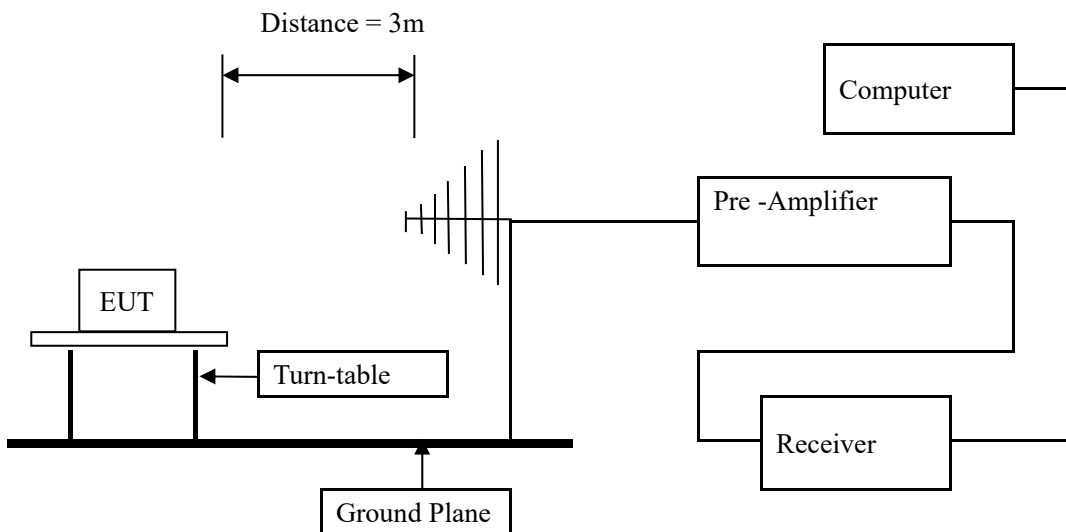 Distance = 3m
Computer
Pre -Amplifier
EUT
Turn-table
Receiver
Ground Plane